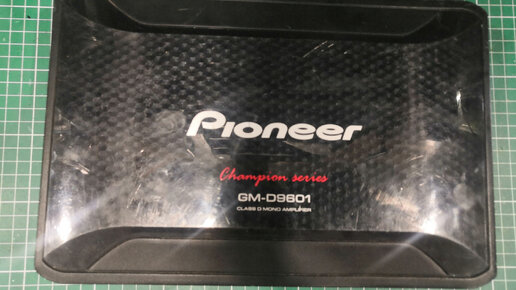 Pioneer
Champion series
GM-D9601
CLASS D MONO AMPLIFIER